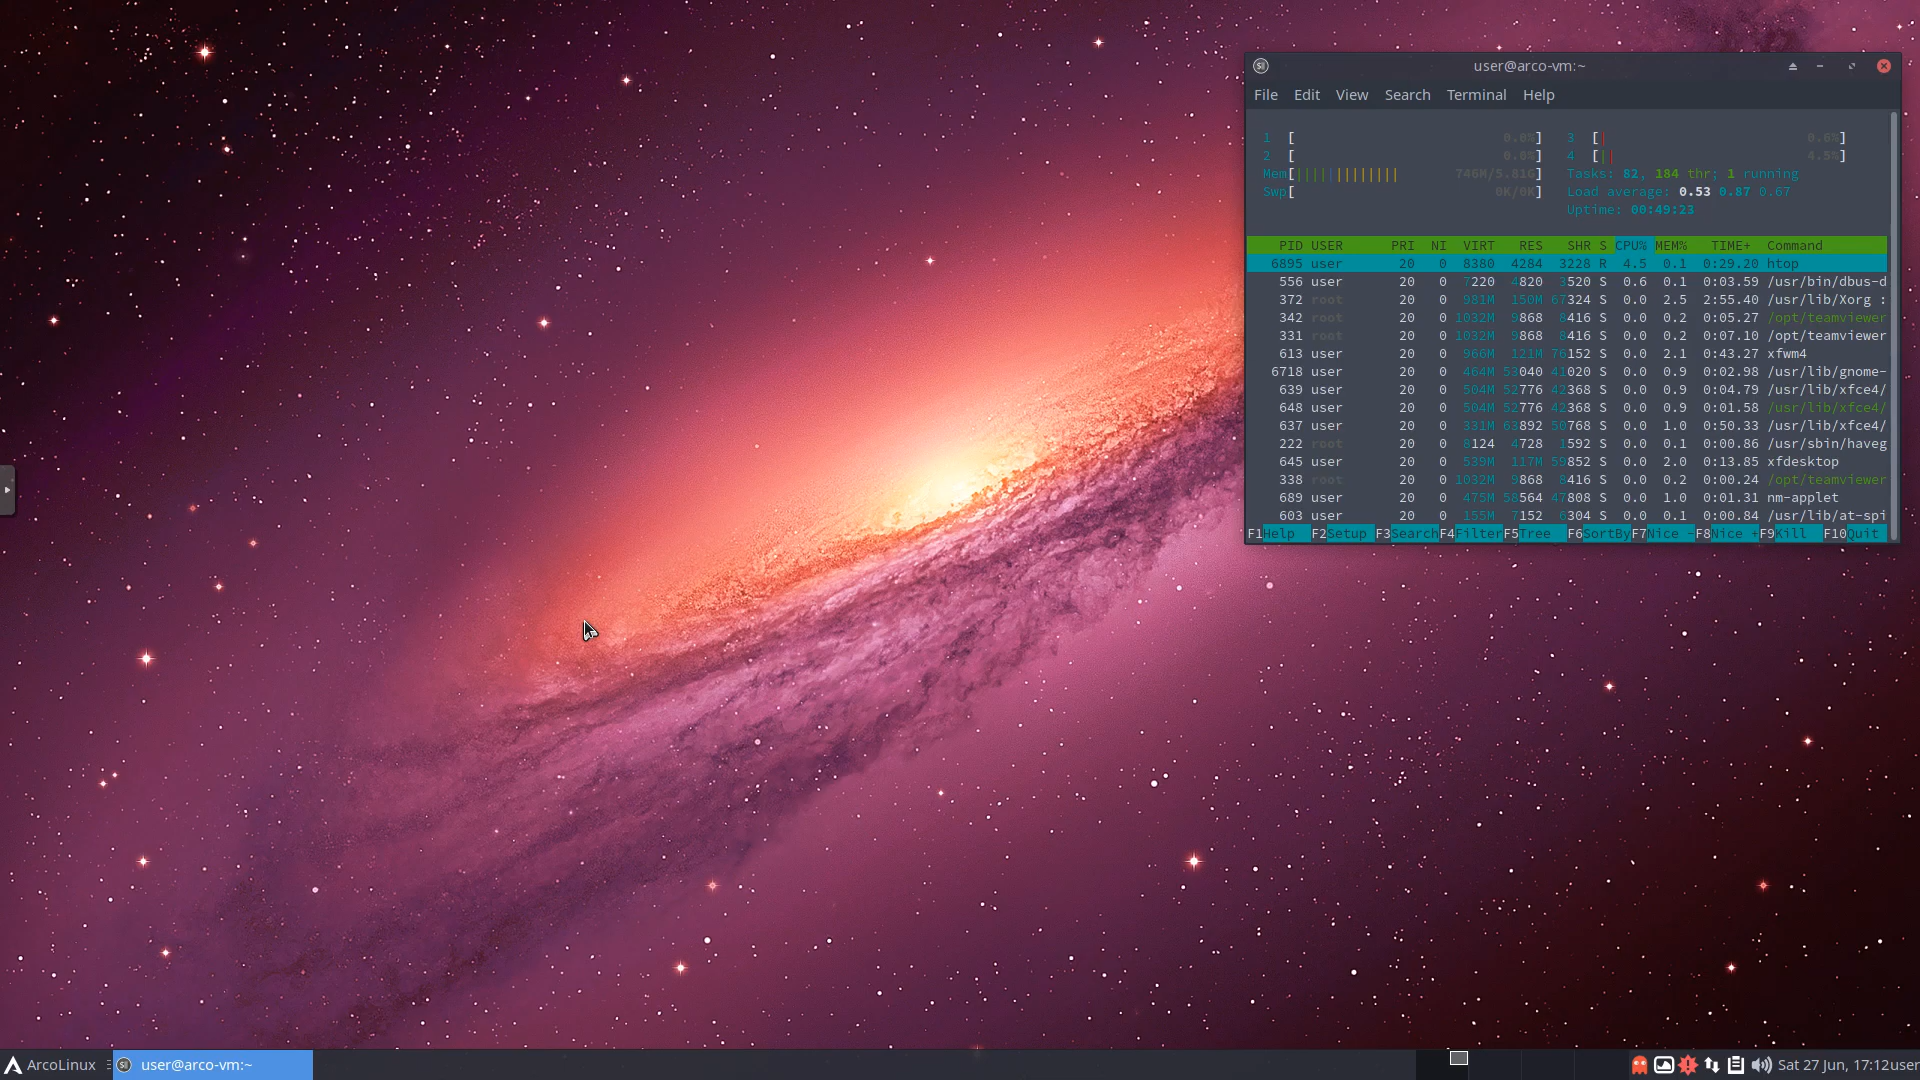 user@arco-vm:~
File Edit View Search Terminal Help
1 [ 0.0%] 3 [| 0.6%]
2 [ 0.0%] 4 [|| 4.5%]
Mem[||||||||||||| 746M/5.81G] Tasks: 82, 184 thr; 1 running
Swp[ 0K/0K] Load average: 0.53 0.87 0.67
Uptime: 00:49:23
PID USER PRI NI VIRT RES SHR S CPU% MEM% TIME+ Command
6895 user 20 0 8380 4284 3228 R 4.5 0.1 0:29.20 htop
556 user 20 0 7220 4820 3520 S 0.6 0.1 0:03.59 /usr/bin/dbus-d
372 root 20 0 981M 150M 67324 S 0.0 2.5 2:55.40 /usr/lib/Xorg :
342 root 20 0 1032M 9868 8416 S 0.0 0.2 0:05.27 /opt/teamviewer
331 root 20 0 1032M 9868 8416 S 0.0 0.2 0:07.10 /opt/teamviewer
613 user 20 0 966M 121M 76152 S 0.0 2.1 0:43.27 xfwm4
6718 user 20 0 464M 53040 41020 S 0.0 0.9 0:02.98 /usr/lib/gnome-
639 user 20 0 504M 52776 42368 S 0.0 0.9 0:04.79 /usr/lib/xfce4/
648 user 20 0 504M 52776 42368 S 0.0 0.9 0:01.58 /usr/lib/xfce4/
637 user 20 0 331M 63892 50768 S 0.0 1.0 0:50.33 /usr/lib/xfce4/
222 root 20 0 8124 4728 1592 S 0.0 0.1 0:00.86 /usr/sbin/haveg
645 user 20 0 539M 117M 59852 S 0.0 2.0 0:13.85 xfdesktop
338 root 20 0 1032M 9868 8416 S 0.0 0.2 0:00.24 /opt/teamviewer
689 user 20 0 475M 58564 47808 S 0.0 1.0 0:01.31 nm-applet
603 user 20 0 155M 7152 6304 S 0.0 0.1 0:00.84 /usr/lib/at-spi
F1Help F2Setup F3SearchF4FilterF5Tree F6SortByF7Nice -F8Nice +F9Kill F10Quit
ArcoLinux user@arco-vm:~ Sat 27 Jun, 17:12 user